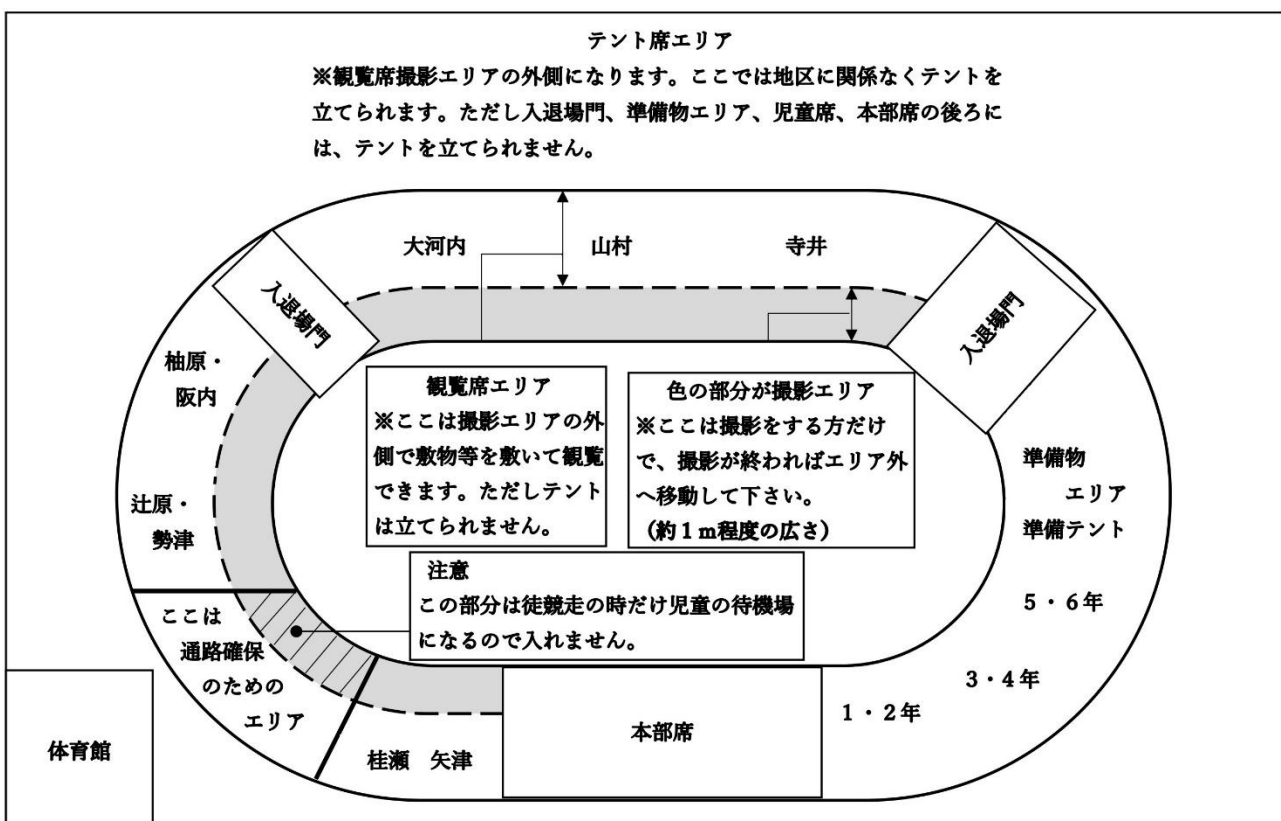 テント席エリア
※観覧席撮影エリアの外側になります。ここでは地区に関係なくテントを
立てられます。ただし入退場門、準備物エリア、児童席、本部席の後ろに
は、テントを立てられません。
大河内
山村
寺井
入退場門
入退場門
柚原・
阪内
観覧席エリア
※ここは撮影エリアの外
側で敷物等を敷いて観覧
できます。ただしテント
は立てられません。
色の部分が撮影エリア
※ここは撮影をする方だけ
で、撮影が終わればエリア外
へ移動して下さい。
（約１ｍ程度の広さ）
準備物
エリア
準備テント
辻原・
勢津
注意
この部分は徒競走の時だけ児童の待機場
になるので入れません。
５・６年
ここは
通路確保
のための
エリア
３・４年
１・２年
本部席
体育館
桂瀬　矢津